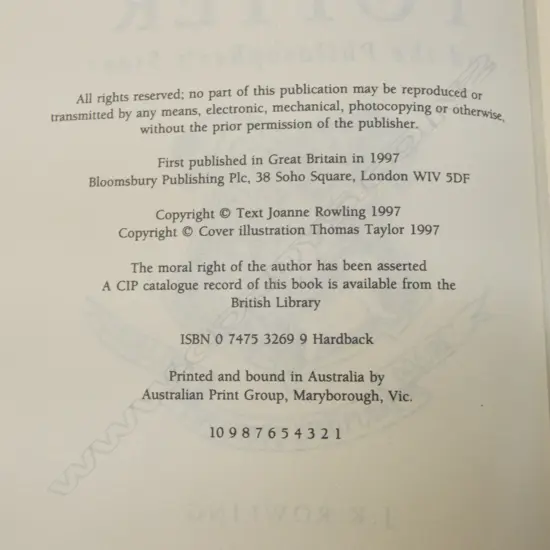 All rights reserved; no part of this publication may be reproduced or
transmitted by any means, electronic, mechanical, photocopying or otherwise,
without the prior permission of the publisher.
First published in Great Britain in 1997
Bloomsbury Publishing Plc, 38 Soho Square, London WIV 5DF
Copyright © Text Joanne Rowling 1997
Copyright © Cover illustration Thomas Taylor 1997
The moral right of the author has been asserted
A CIP catalogue record of this book is available from the
British Library
ISBN 0 7475 3269 9 Hardback
Printed and bound in Australia by
Australian Print Group, Maryborough, Vic.
10 9 8 7 6 5 4 3 2 1